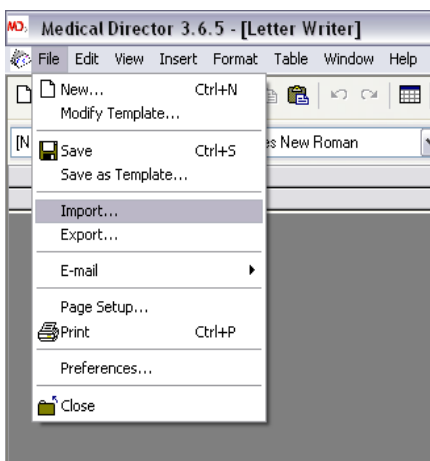 MD3 Medical Director 3.6.5 - [Letter Writer]
File Edit View Insert Format Table Window Help
New... Ctrl+N
Modify Template...
Save Ctrl+S
[N es New Roman
Save as Template...
Import...
Export...
E-mail
Page Setup...
Print Ctrl+P
Preferences...
Close